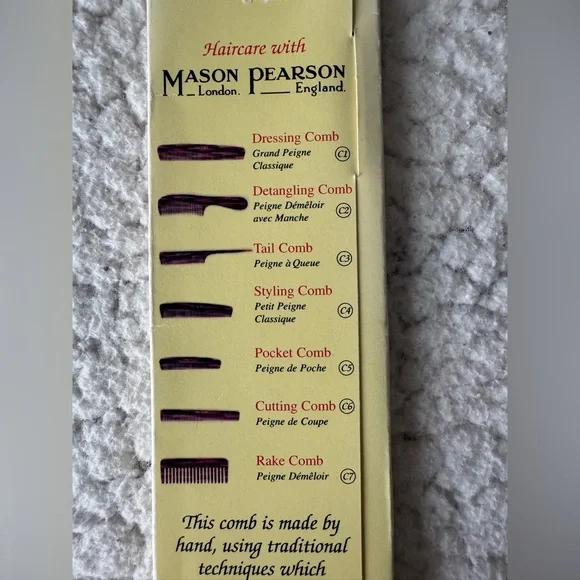 Haircare with
MASON PEARSON
London. England.
Dressing Comb
Grand Peigne C1
Classique
Detangling Comb
Peigne Démêloir C2
avec Manche
Tail Comb
Peigne à Queue C3
Styling Comb
Petit Peigne C4
Classique
Pocket Comb
Peigne de Poche C5
Cutting Comb C6
Peigne de Coupe
Rake Comb
Peigne Démêloir C7
This comb is made by
hand, using traditional
techniques which